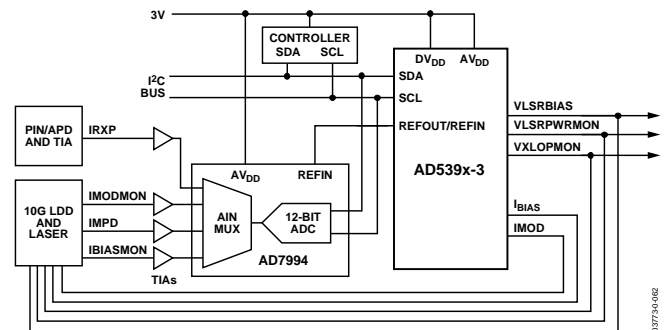 3V
CONTROLLER
SDA SCL
DVDD AVDD
I2C
BUS
SDA
SCL
REFOUT/REFIN
AD539x-3
VLSRBIAS
VLSRPWRMON
VXLOPMON
IBIAS
IMOD
PIN/APD
AND TIA
IRXP
AVDD REFIN
10G LDD
AND
LASER
IMODMON
IMPD
IBIASMON
TIAs
AIN
MUX
12-BIT
ADC
AD7994
03773-0-062